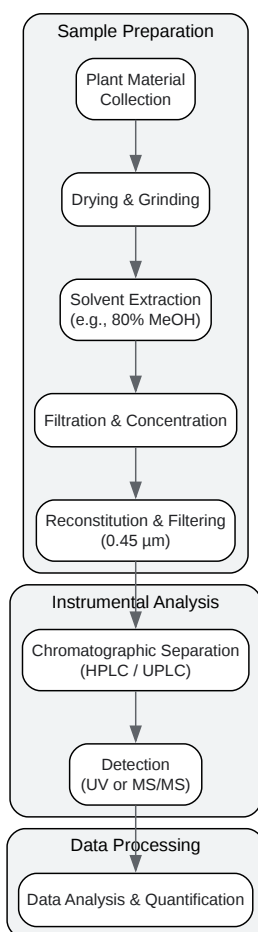 Sample Preparation
Plant Material
Collection
Drying & Grinding
Solvent Extraction
(e.g., 80% MeOH)
Filtration & Concentration
Reconstitution & Filtering
(0.45 µm)
Instrumental Analysis
Chromatographic Separation
(HPLC / UPLC)
Detection
(UV or MS/MS)
Data Processing
Data Analysis & Quantification